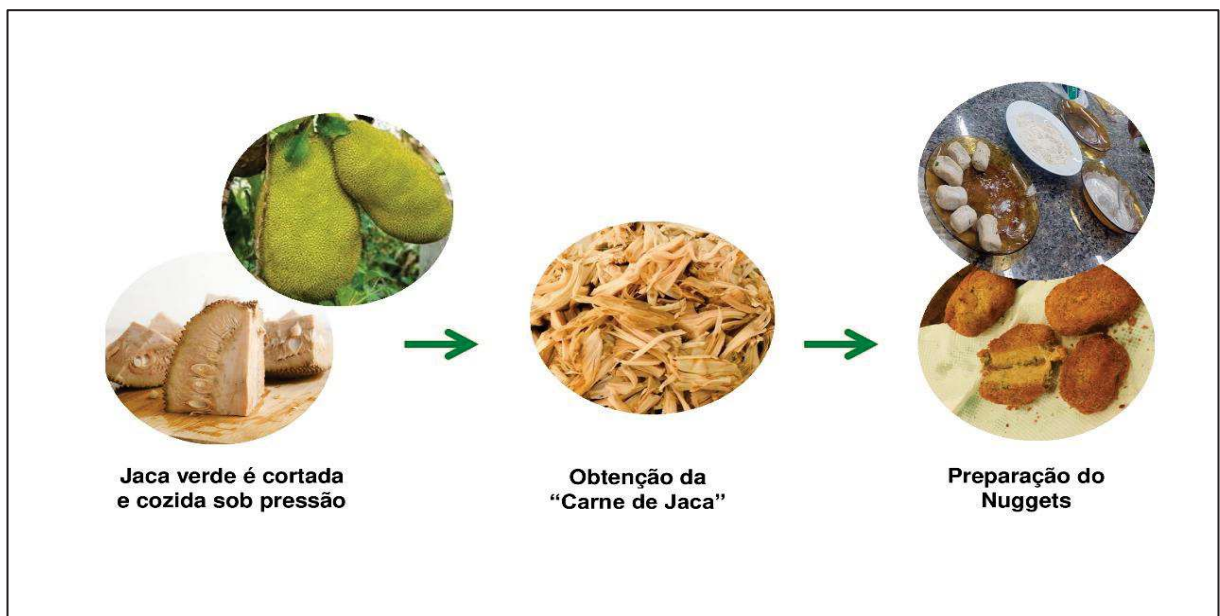 Jaca verde é cortada
e cozida sob pressão
Obtenção da
“Carne de Jaca”
Preparação do
Nuggets